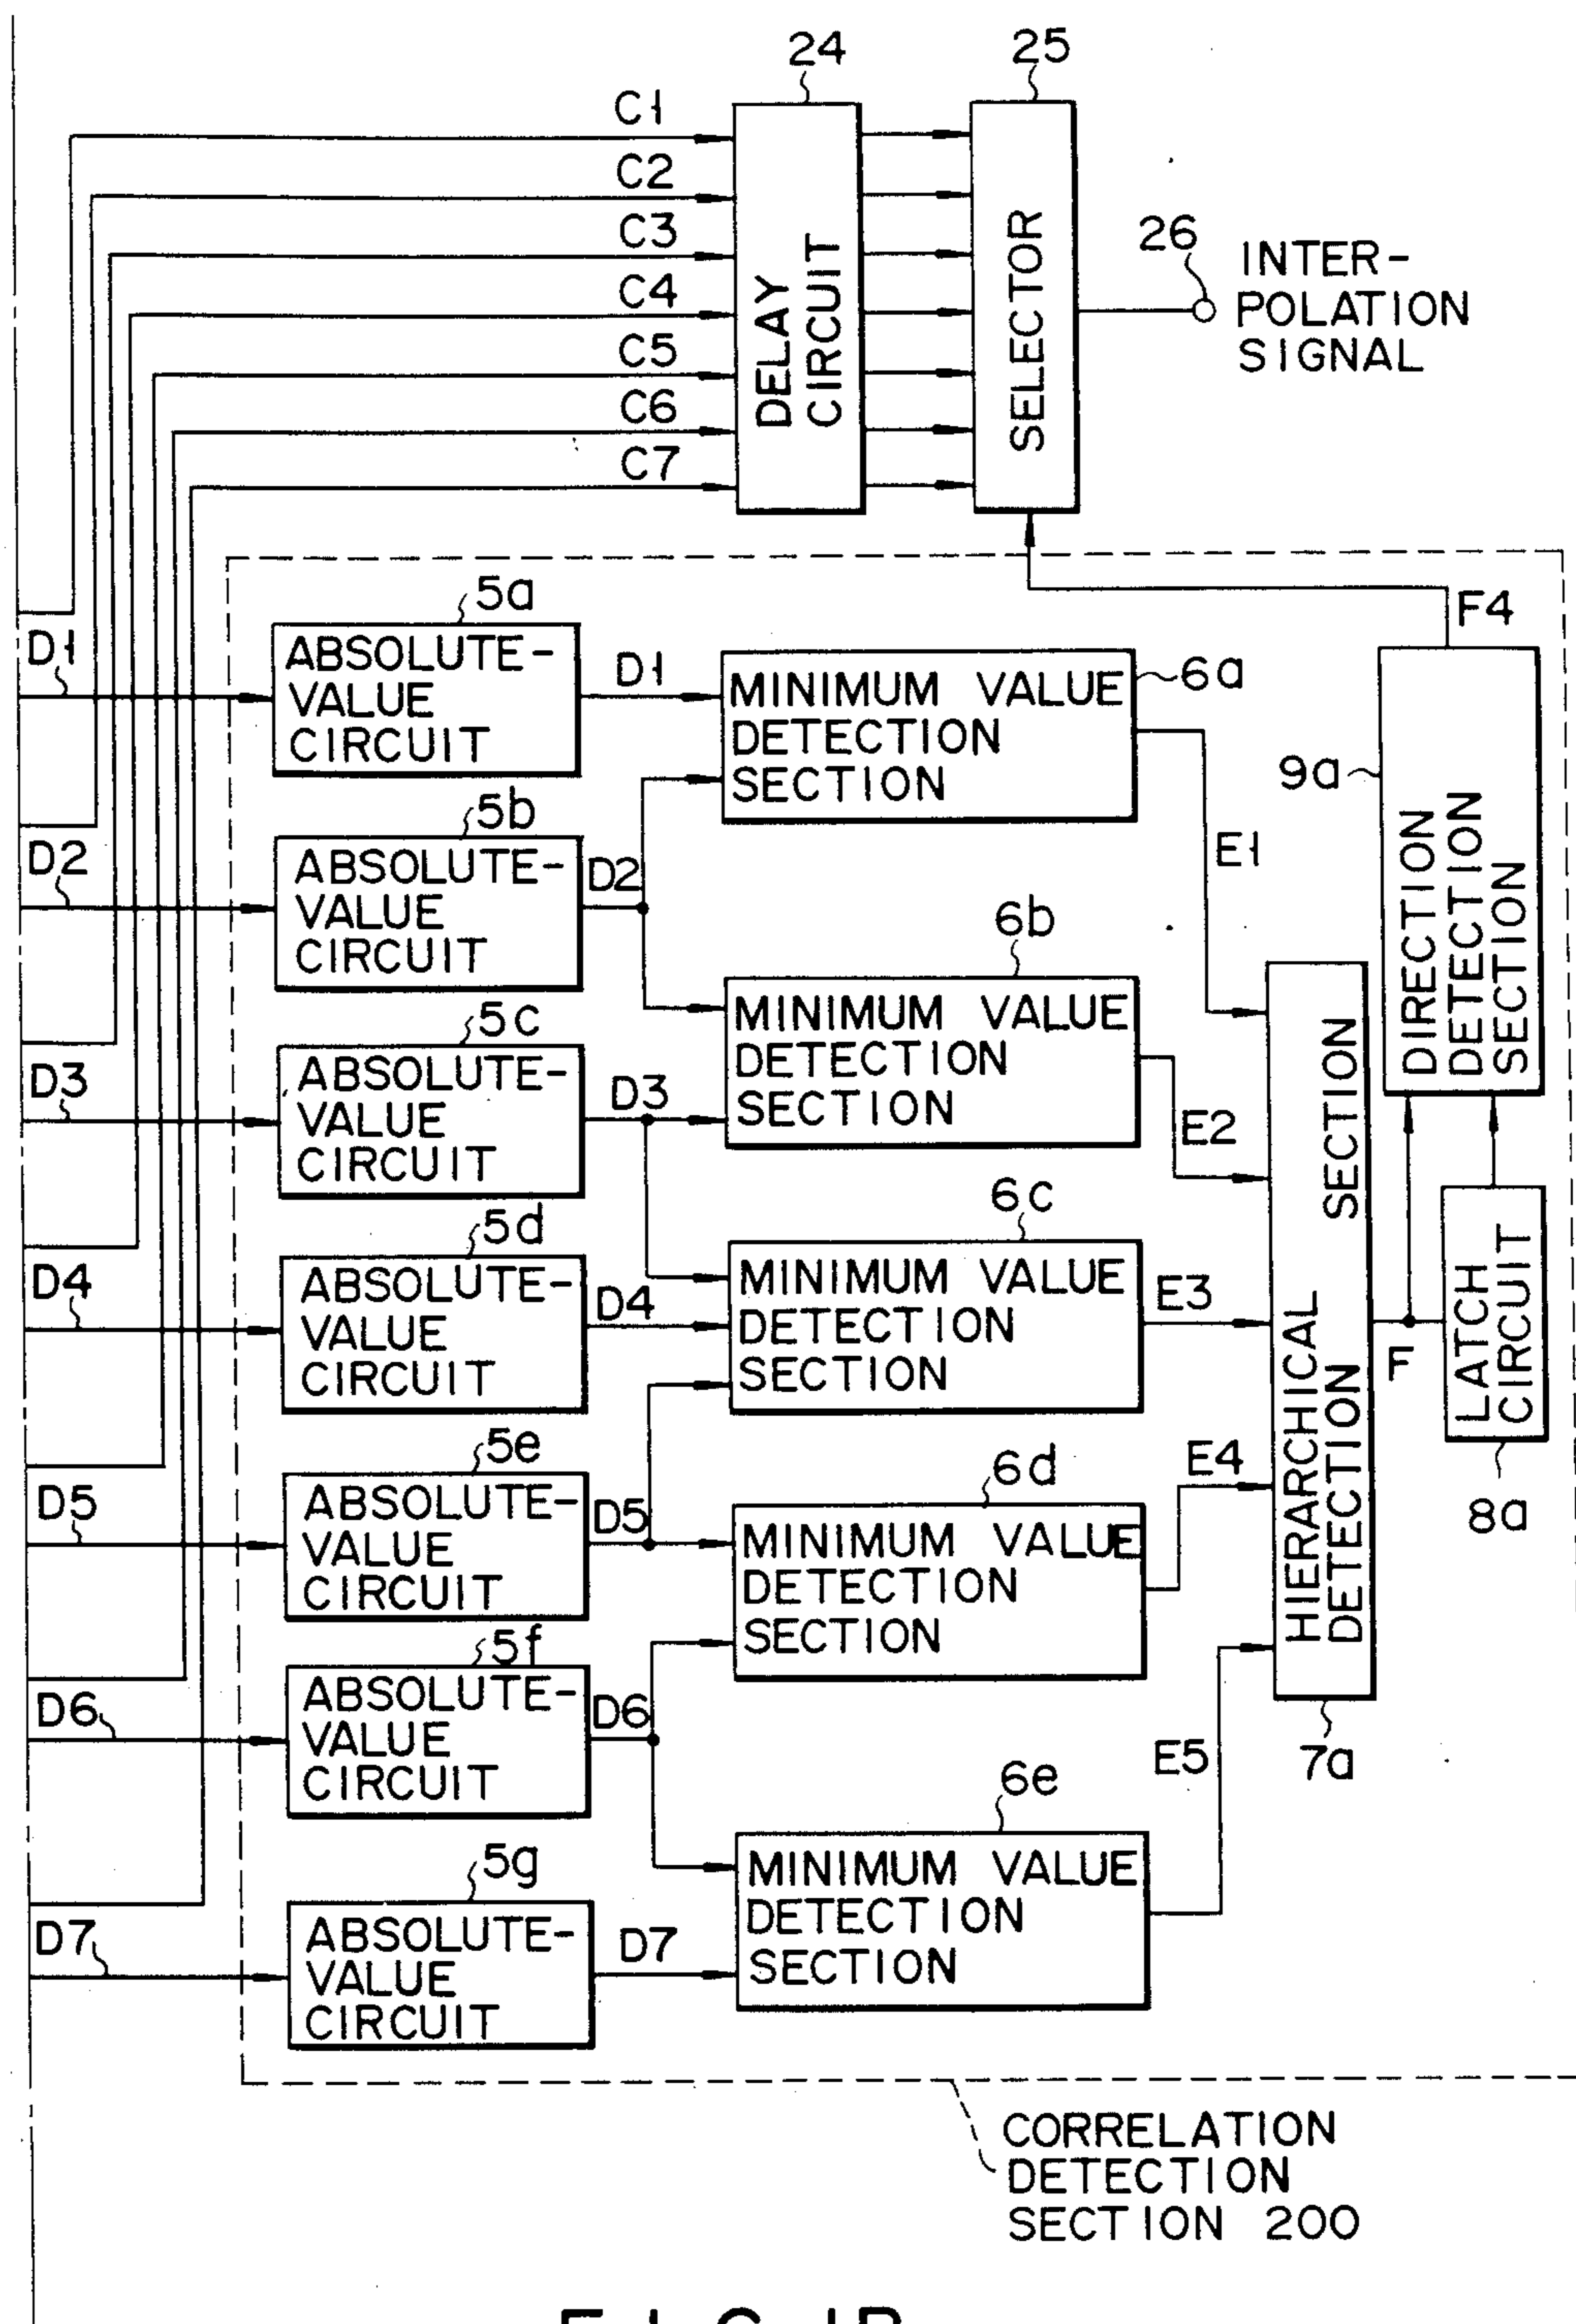 24
25
C1
C2
C3
C4
C5
C6
C7
DELAY
CIRCUIT
SELECTOR
26
INTER-
POLATION
SIGNAL
F4
D1
5a
ABSOLUTE-
VALUE
CIRCUIT
D1
MINIMUM VALUE
DETECTION
SECTION
6a
9a
DIRECTION
DETECTION
SECTION
D2
5b
ABSOLUTE-
VALUE
CIRCUIT
D2
E1
6b
MINIMUM VALUE
DETECTION
SECTION
D3
5c
ABSOLUTE-
VALUE
CIRCUIT
D3
E2
D4
5d
ABSOLUTE-
VALUE
CIRCUIT
D4
6c
MINIMUM VALUE
DETECTION
SECTION
E3
HIERARCHICAL
DETECTION SECTION
7a
F
LATCH
CIRCUIT
8a
D5
5e
ABSOLUTE-
VALUE
CIRCUIT
D5
6d
MINIMUM VALUE
DETECTION
SECTION
E4
D6
5f
ABSOLUTE-
VALUE
CIRCUIT
D6
6e
MINIMUM VALUE
DETECTION
SECTION
E5
D7
5g
ABSOLUTE-
VALUE
CIRCUIT
D7
CORRELATION
DETECTION
SECTION 200